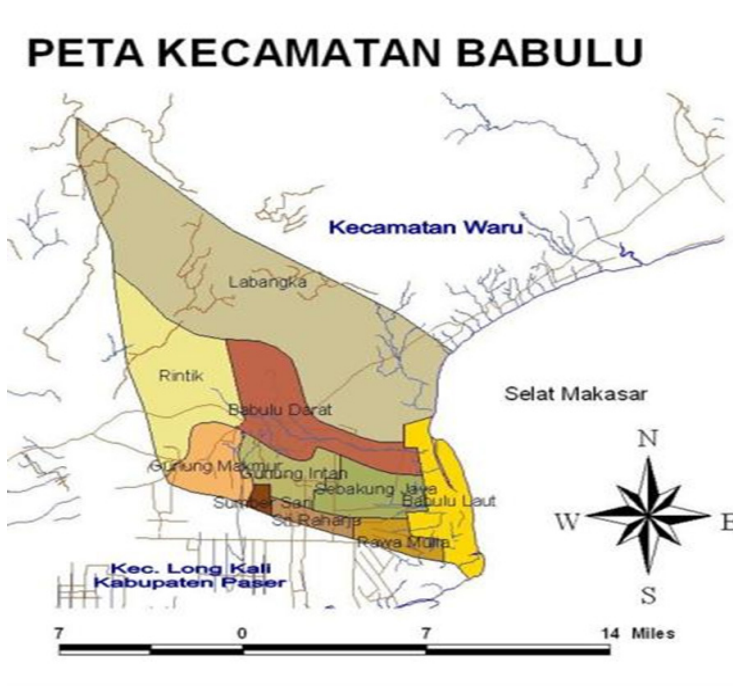 PETA KECAMATAN BABULU
Kecamatan Waru
Labangka
Rintik
Selat Makasar
Babulu Darat
N
Gunung Makmur
Gunung Intan
Sebakung Jaya
Sumber Sari
Babulu Laut
Sri Raharja
W
E
Rawa Mulia
Kec. Long Kali
Kabupaten Paser
S
7 0 7 14 Miles